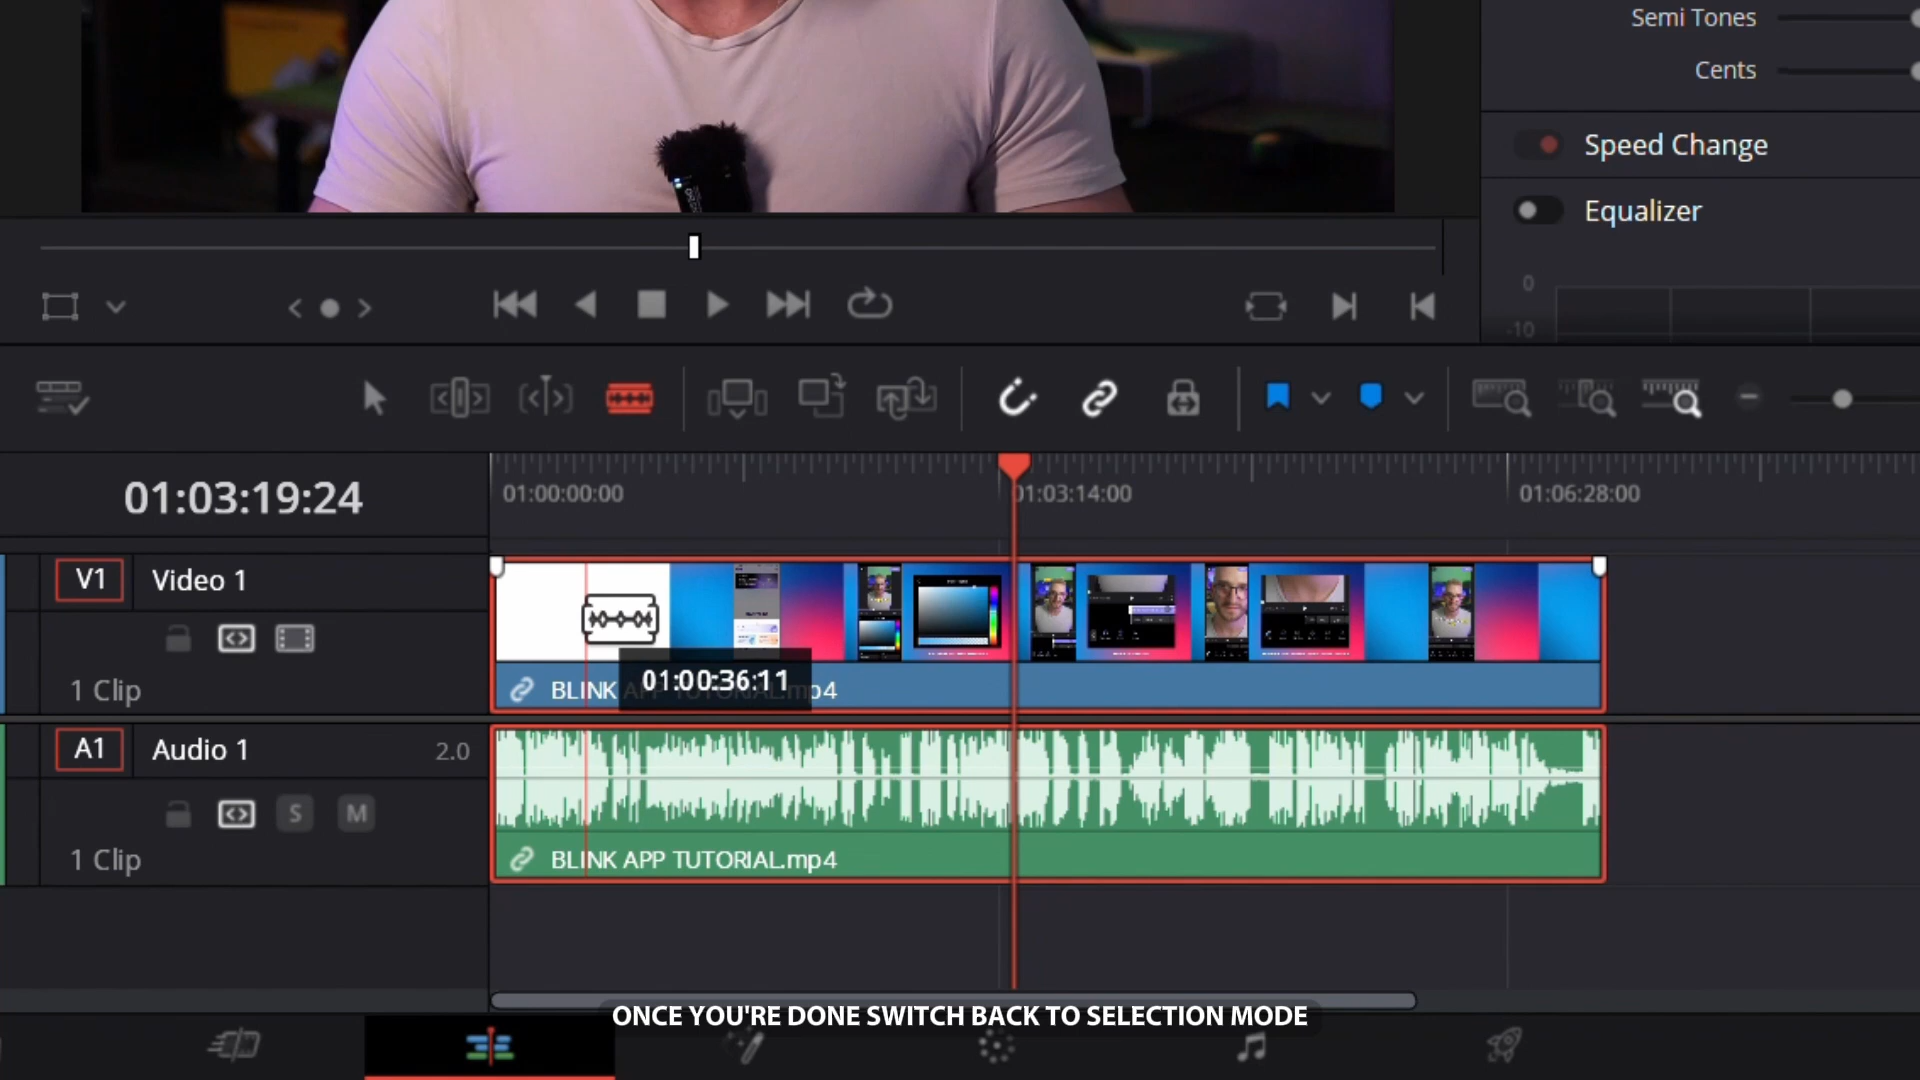 Semi Tones
Cents
Speed Change
Equalizer
0
-10
01:03:19:24
01:00:00:00
01:03:14:00
01:06:28:00
V1
Video 1
1 Clip
BLINK APP TUTORIAL.mp4
01:00:36:11
A1
Audio 1
2.0
S
M
1 Clip
BLINK APP TUTORIAL.mp4
ONCE YOU'RE DONE SWITCH BACK TO SELECTION MODE